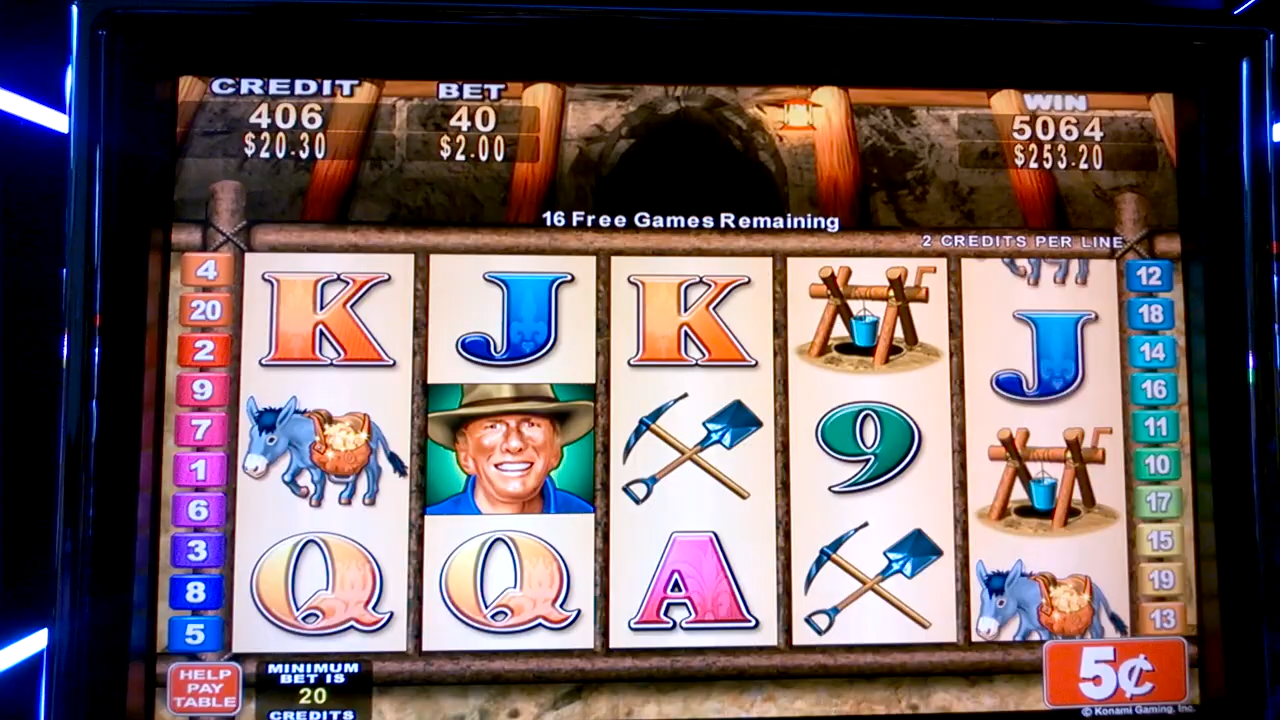 CREDIT
406
$20.30
BET
40
$2.00
WIN
5064
$253.20
16 Free Games Remaining
2 CREDITS PER LINE
4
20
2
9
7
1
6
3
8
5
K J K
J
9
Q Q A
12
18
14
16
11
10
17
15
19
13
HELP
PAY
TABLE
MINIMUM
BET IS
20
CREDITS
5¢
© Konami Gaming, Inc.